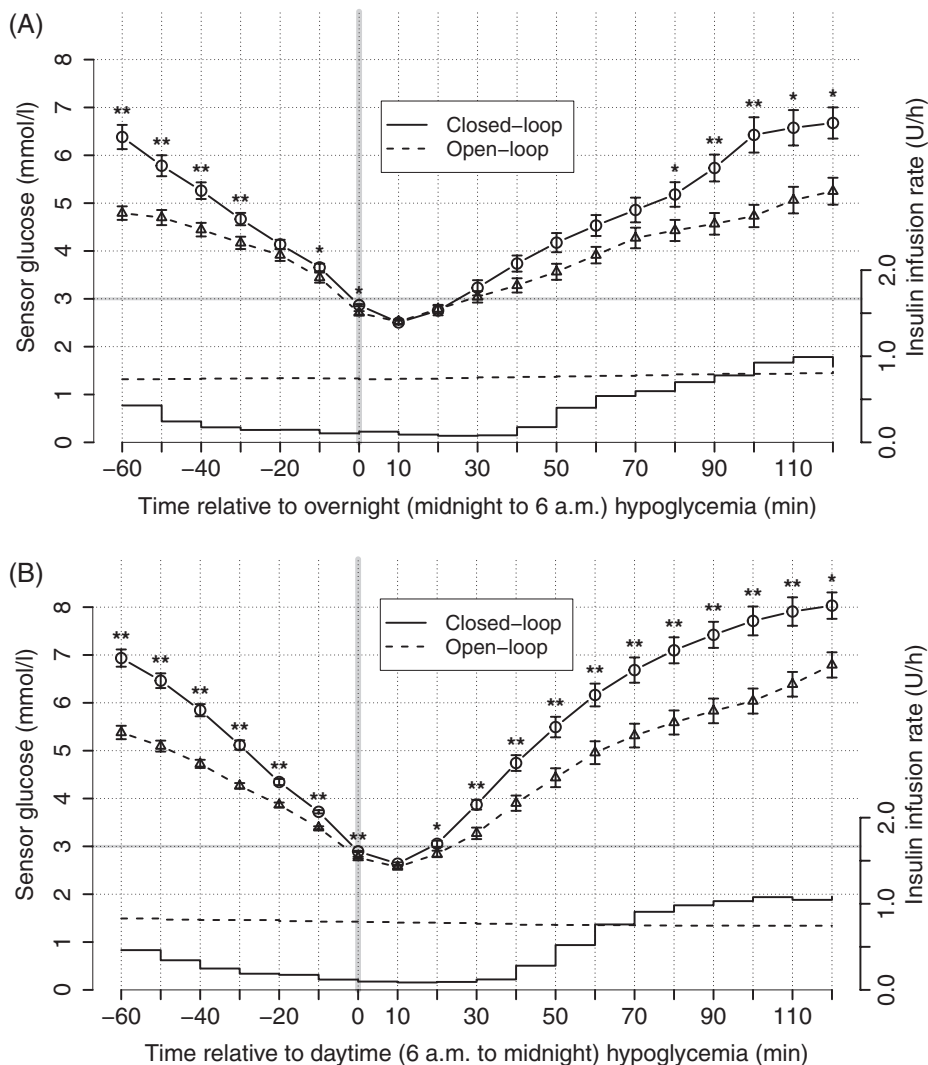 (A)
8
7
6
5
4
3
2
1
0
Sensor glucose (mmol/l)
** ** ** ** * * * ** ** * *
Closed–loop
Open–loop
2.0
1.0
0.0
Insulin infusion rate (U/h)
−60 −40 −20 0 10 30 50 70 90 110
Time relative to overnight (midnight to 6 a.m.) hypoglycemia (min)
(B)
8
7
6
5
4
3
2
1
0
Sensor glucose (mmol/l)
** ** ** ** ** ** ** * ** ** ** ** ** ** ** ** ** *
Closed–loop
Open–loop
2.0
1.0
0.0
Insulin infusion rate (U/h)
−60 −40 −20 0 10 30 50 70 90 110
Time relative to daytime (6 a.m. to midnight) hypoglycemia (min)